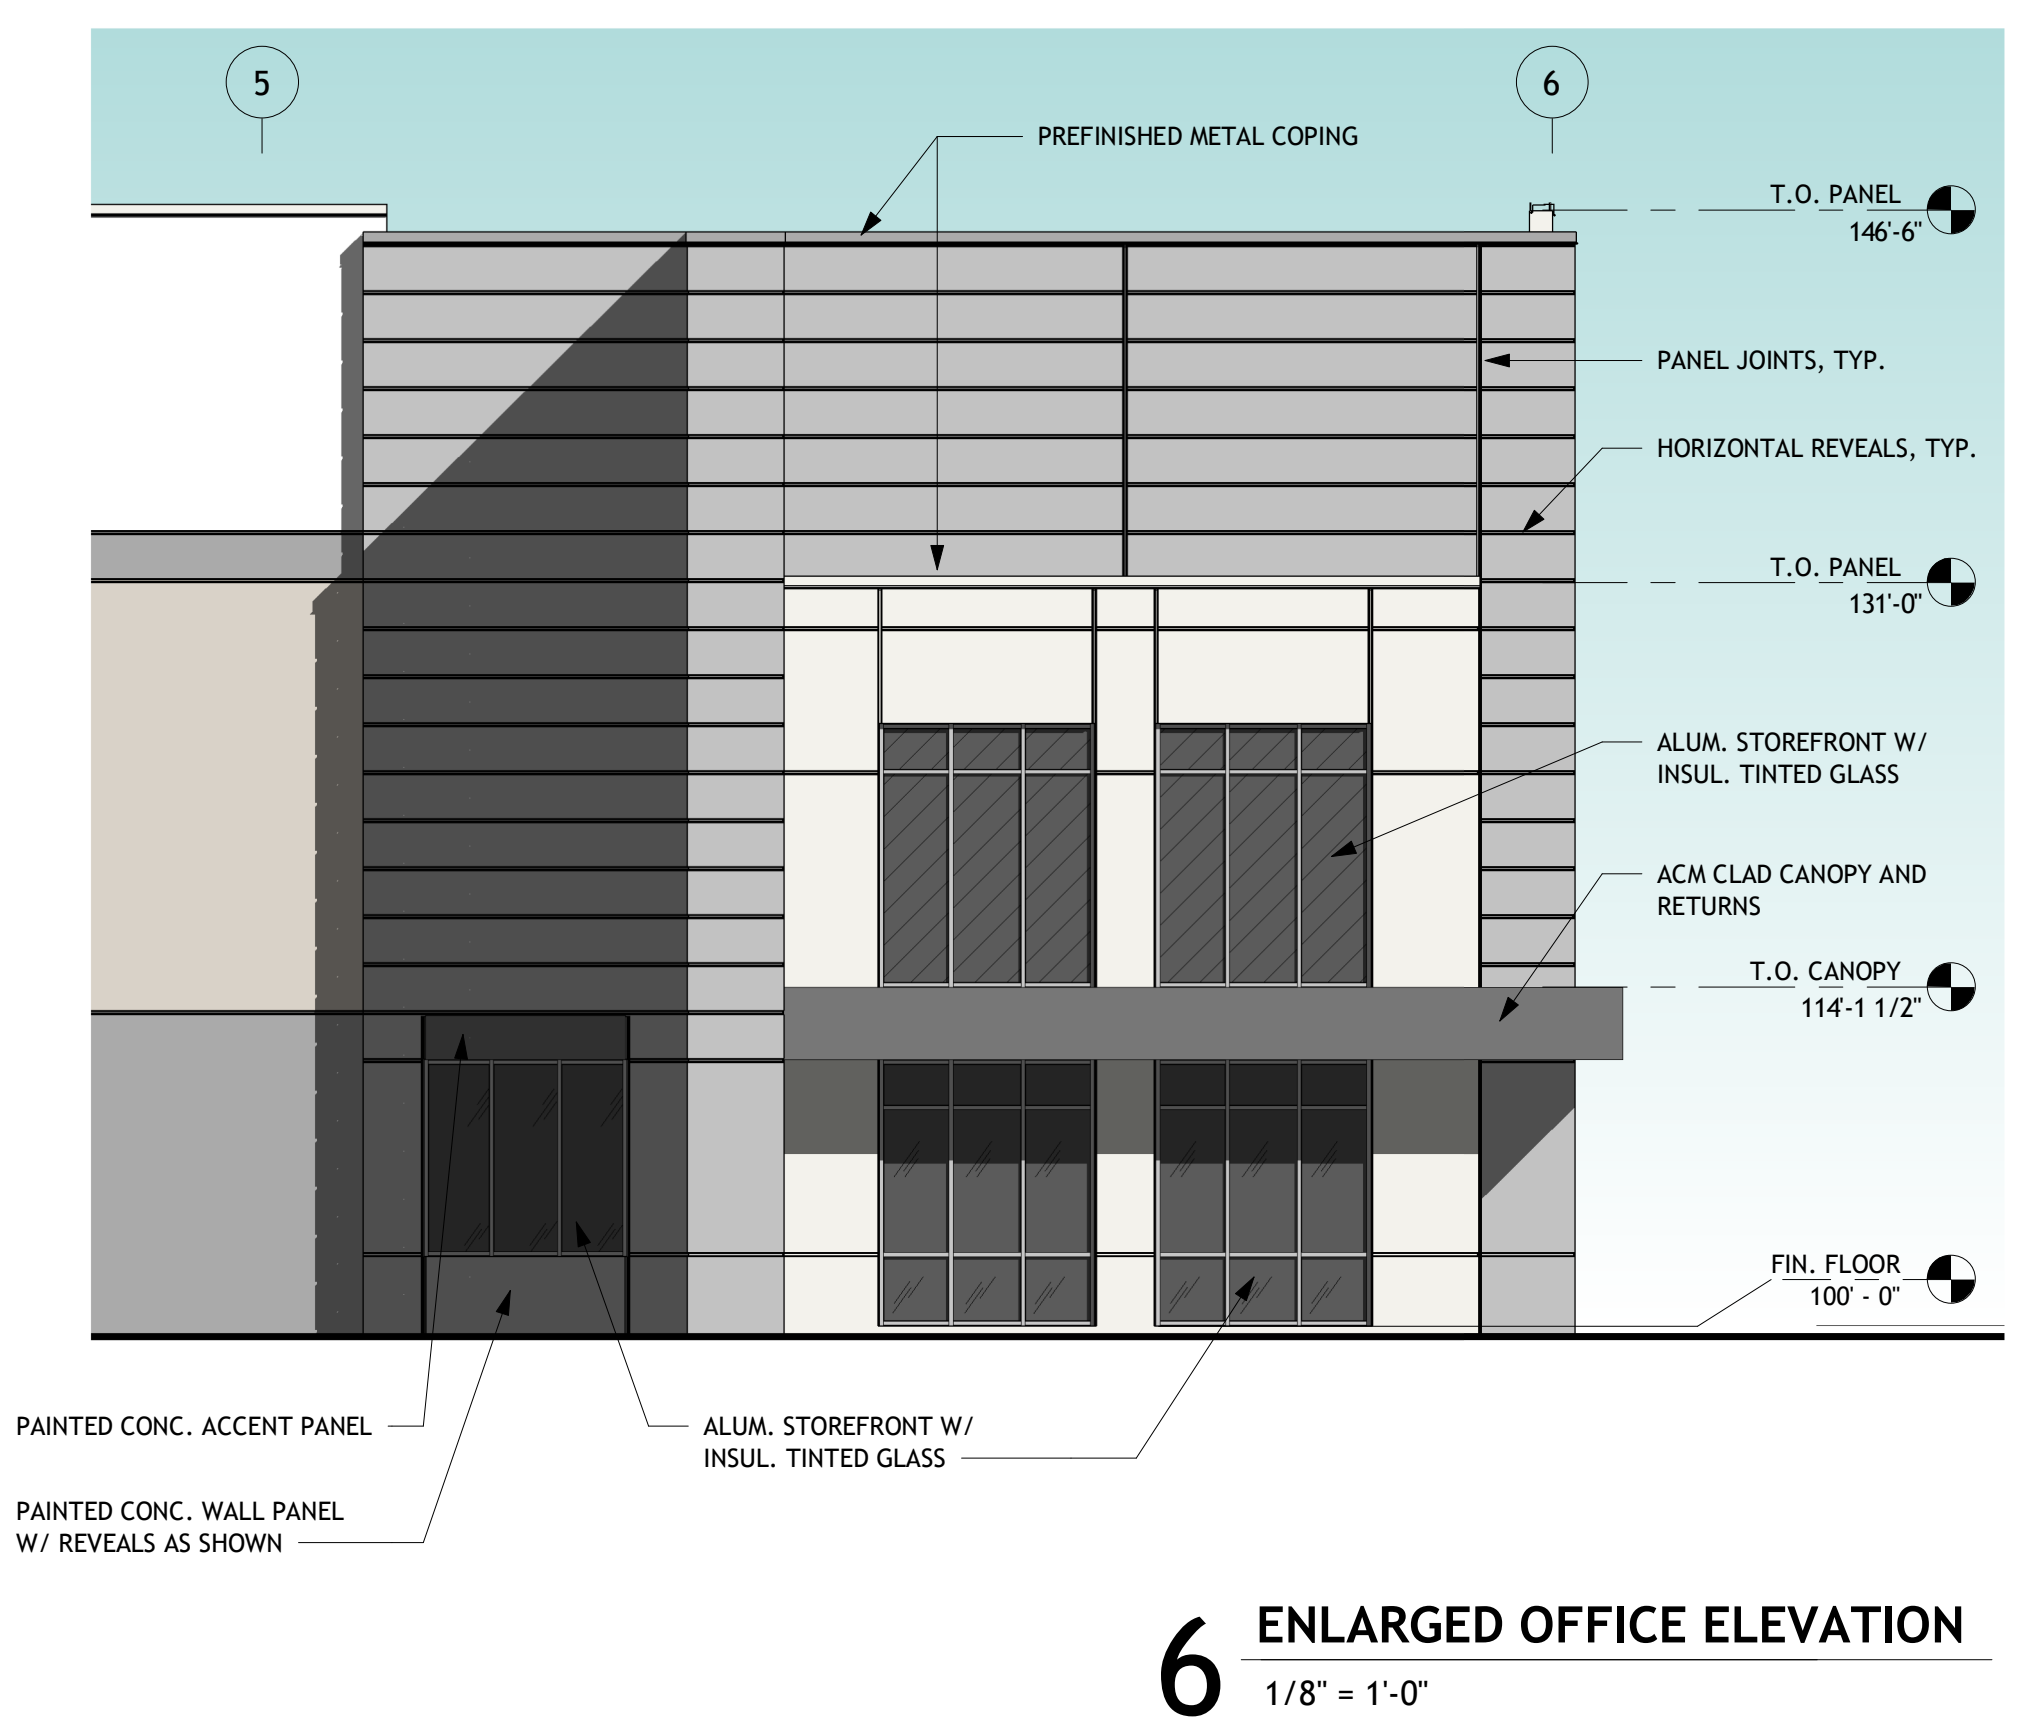 5
6
PREFINISHED METAL COPING
T.O. PANEL
146'-6"
PANEL JOINTS, TYP.
HORIZONTAL REVEALS, TYP.
T.O. PANEL
131'-0"
ALUM. STOREFRONT W/
INSUL. TINTED GLASS
ACM CLAD CANOPY AND
RETURNS
T.O. CANOPY
114'-1 1/2"
FIN. FLOOR
100' - 0"
PAINTED CONC. ACCENT PANEL
ALUM. STOREFRONT W/
INSUL. TINTED GLASS
PAINTED CONC. WALL PANEL
W/ REVEALS AS SHOWN
6
ENLARGED OFFICE ELEVATION
1/8" = 1'-0"